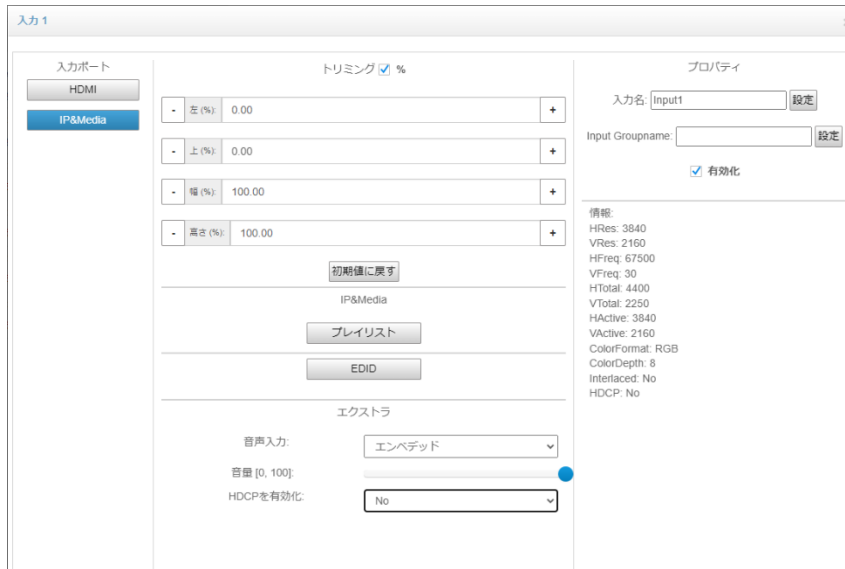 入力 1
入力ポート
HDMI
IP&Media
トリミング %
- 左 (%): 0.00 +
- 上 (%): 0.00 +
- 幅 (%): 100.00 +
- 高さ (%): 100.00 +
初期値に戻す
IP&Media
プレイリスト
EDID
エクストラ
音声入力: エンベデッド
音量 [0, 100]:
HDCPを有効化: No
プロパティ
入力名: Input1 設定
Input Groupname: 設定
有効化
情報:
HRes: 3840
VRes: 2160
HFreq: 67500
VFreq: 30
HTotal: 4400
VTotal: 2250
HActive: 3840
VActive: 2160
ColorFormat: RGB
ColorDepth: 8
Interlaced: No
HDCP: No